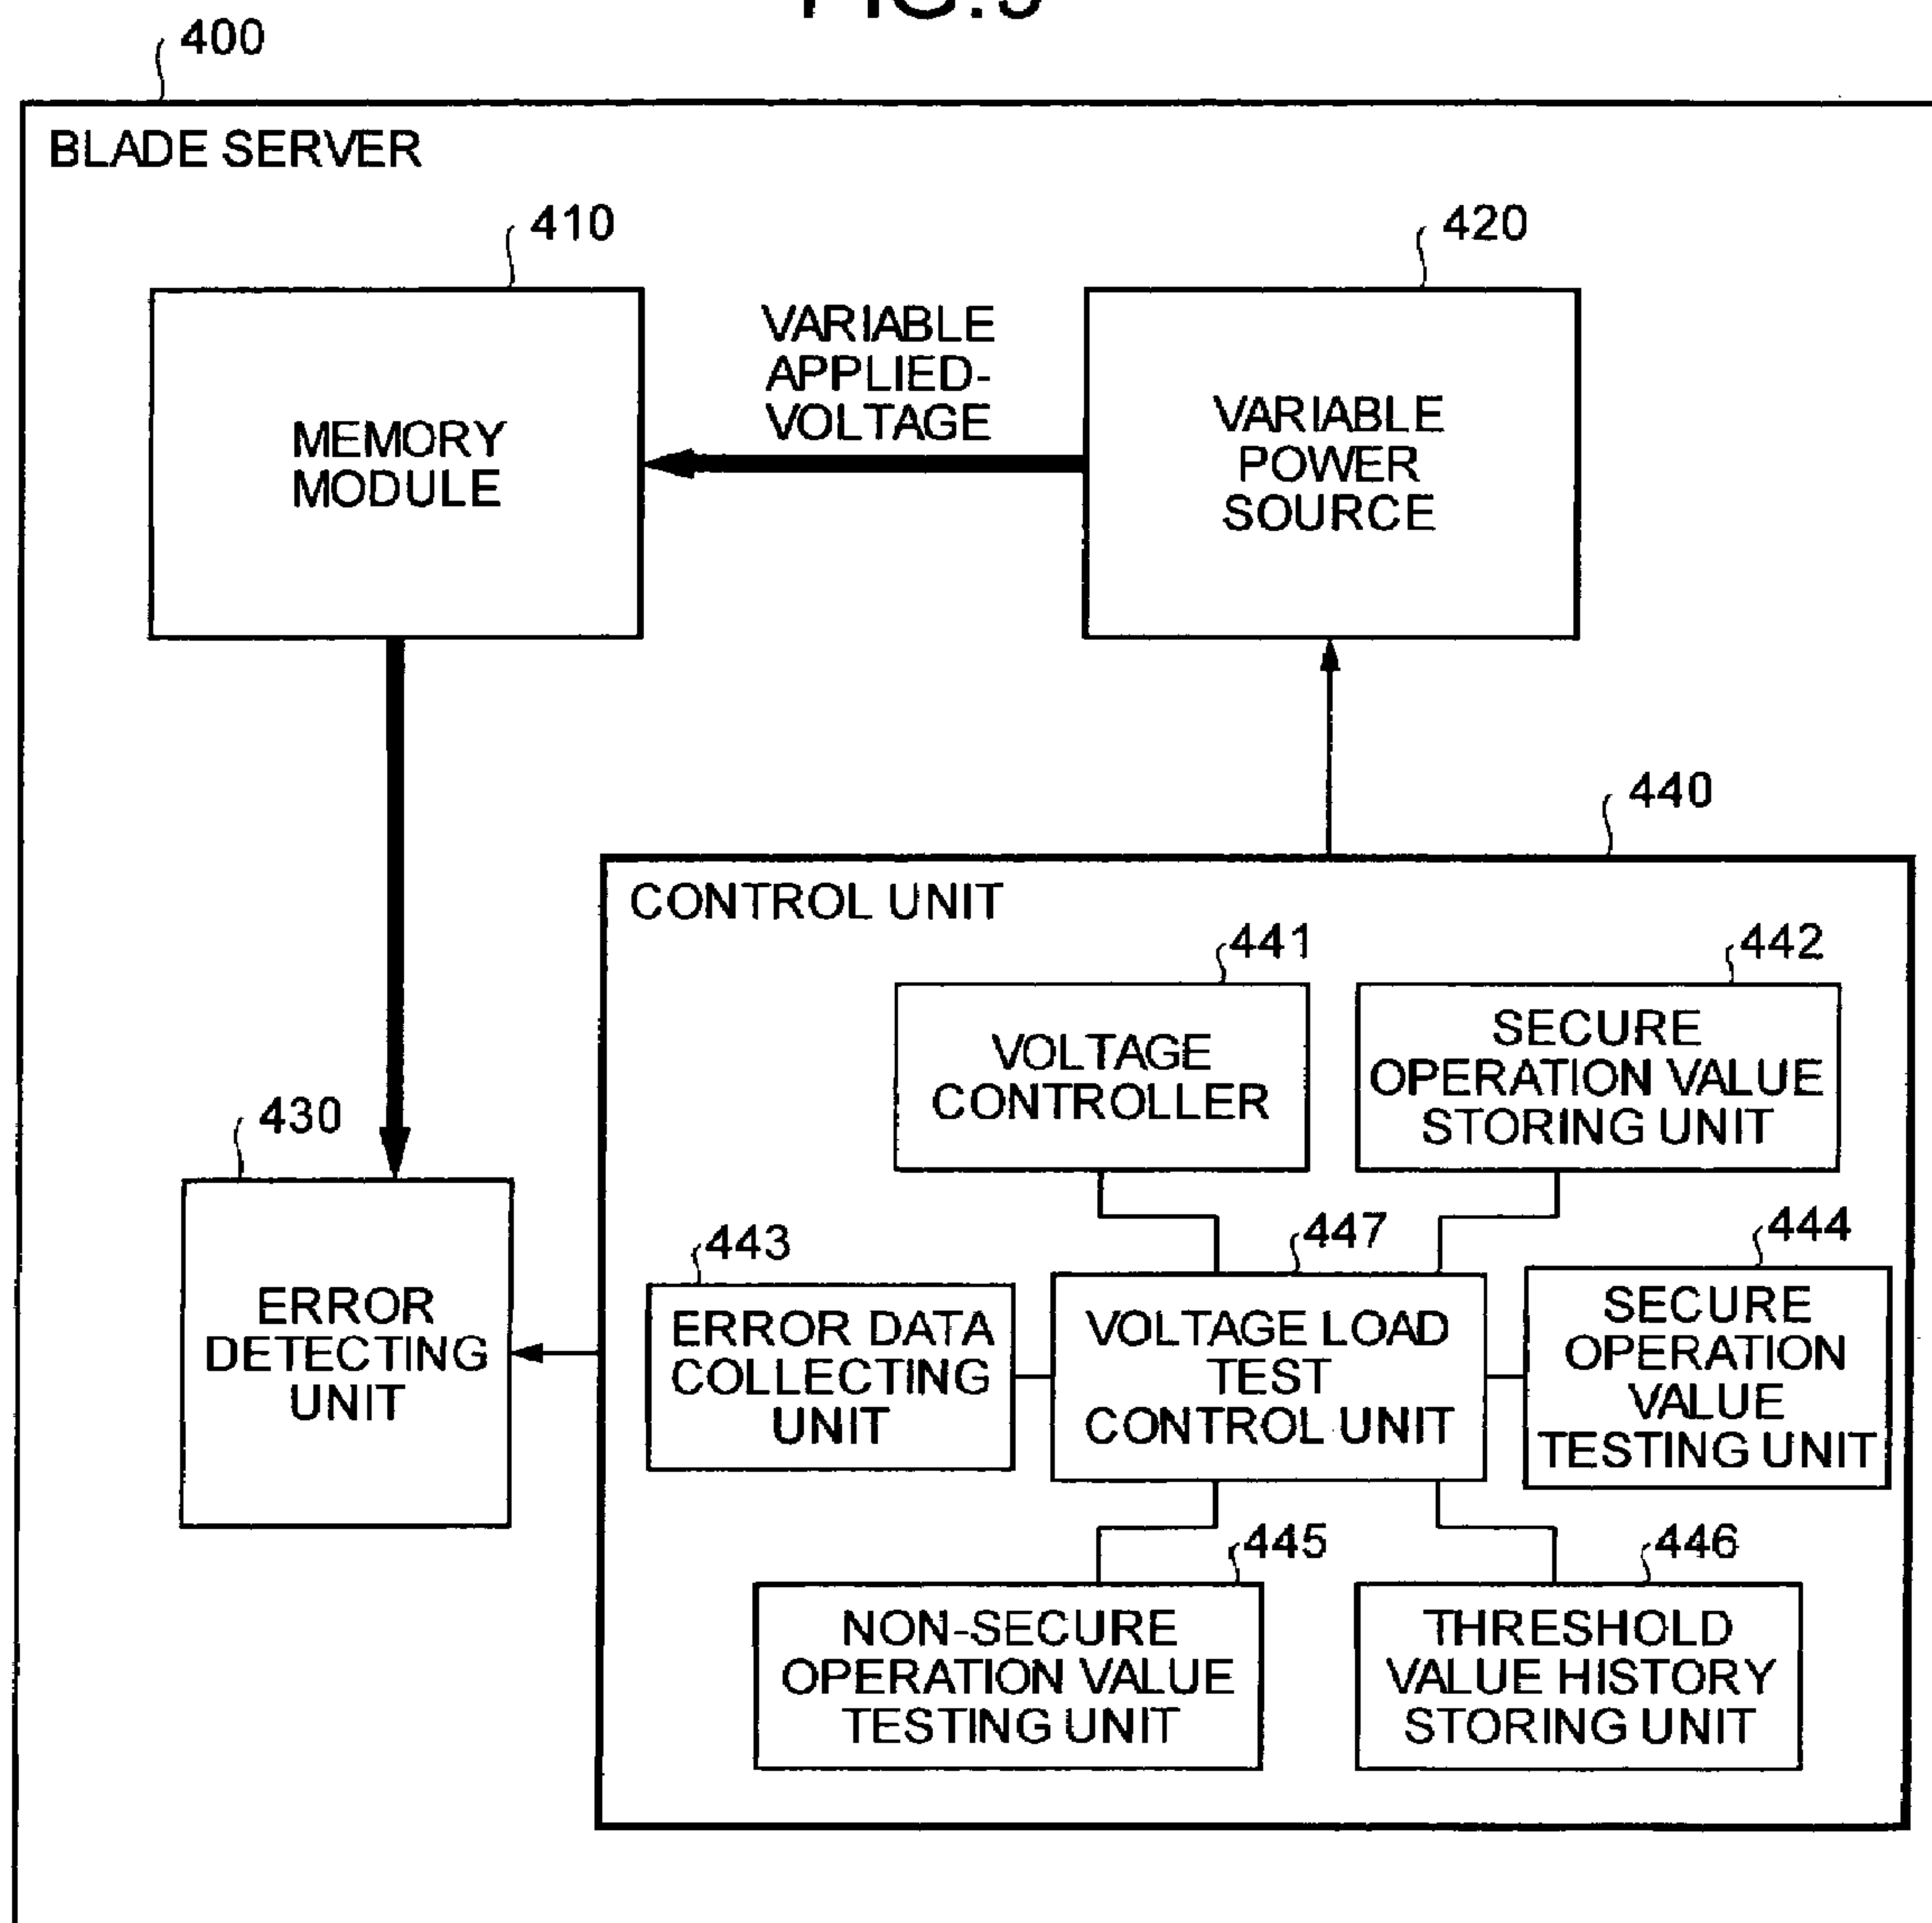 400
BLADE SERVER
410
420
MEMORY
MODULE
VARIABLE
APPLIED-
VOLTAGE
VARIABLE
POWER
SOURCE
440
CONTROL UNIT
441
442
VOLTAGE
CONTROLLER
SECURE
OPERATION VALUE
STORING UNIT
430
ERROR
DETECTING
UNIT
443
447
444
ERROR DATA
COLLECTING
UNIT
VOLTAGE LOAD
TEST
CONTROL UNIT
SECURE
OPERATION
VALUE
TESTING UNIT
445
446
NON-SECURE
OPERATION VALUE
TESTING UNIT
THRESHOLD
VALUE HISTORY
STORING UNIT